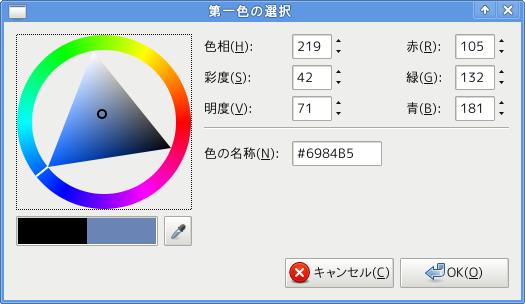 第一色の選択
色相(H): 219 赤(R): 105
彩度(S): 42 緑(G): 132
明度(V): 71 青(B): 181
色の名称(N): #6984B5
キャンセル(C) OK(O)